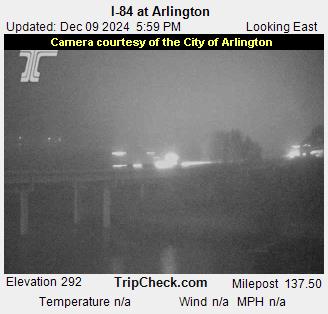 I-84 at Arlington
Updated: Dec 09 2024 5:59 PM Looking East
Camera courtesy of the City of Arlington
Elevation 292 TripCheck.com Milepost 137.50
Temperature n/a Wind n/a MPH n/a